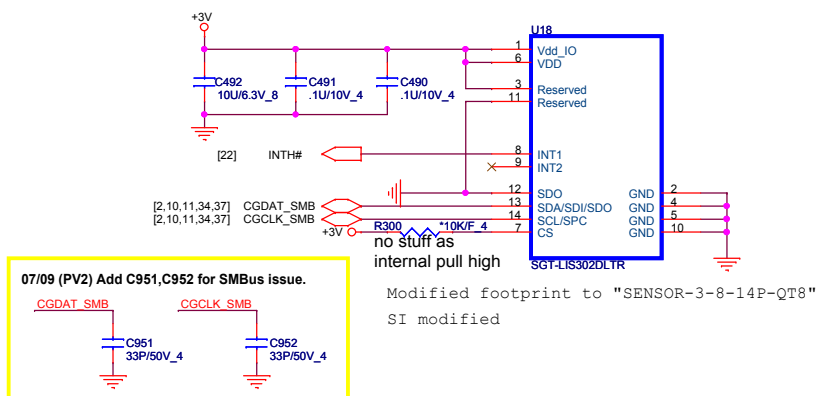 +3V
U18
1 Vdd_IO
6 VDD
C492
10U/6.3V_8
C491
.1U/10V_4
C490
.1U/10V_4
3 Reserved
11 Reserved
[22] INTH#
8 INT1
9 INT2
12 SDO GND 2
[2,10,11,34,37] CGDAT_SMB 13 SDA/SDI/SDO GND 4
[2,10,11,34,37] CGCLK_SMB 14 SCL/SPC GND 5
+3V R300 *10K/F_4 7 CS GND 10
no stuff as
internal pull high
SGT-LIS302DLTR
Modified footprint to "SENSOR-3-8-14P-QT8"
SI modified
07/09 (PV2) Add C951,C952 for SMBus issue.
CGDAT_SMB CGCLK_SMB
C951
33P/50V_4
C952
33P/50V_4